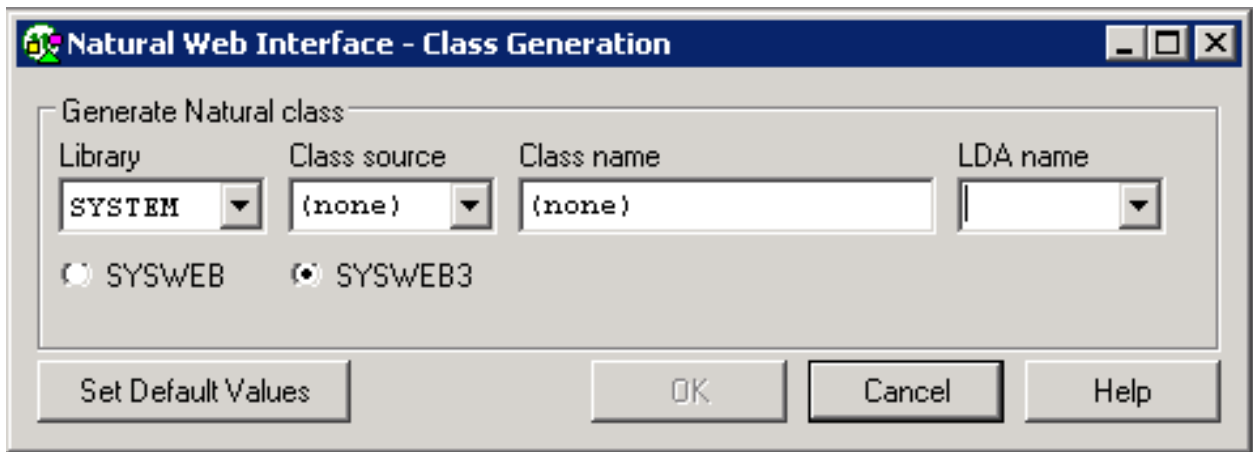 Natural Web Interface - Class Generation
Generate Natural class
Library Class source Class name LDA name
SYSTEM (none) (none)
SYSWEB SYSWEB3
Set Default Values OK Cancel Help